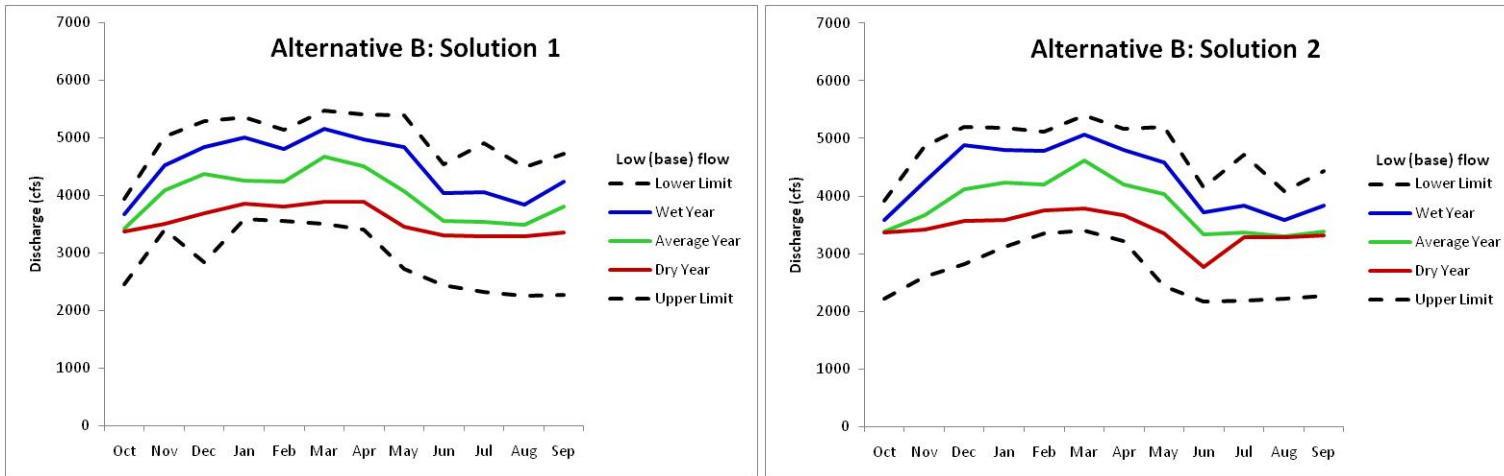 Alternative B: Solution 1
7000
6000
5000
4000
3000
2000
1000
0
Discharge (cfs)
Oct Nov Dec Jan Feb Mar Apr May Jun Jul Aug Sep
Low (base) flow
Lower Limit
Wet Year
Average Year
Dry Year
Upper Limit
Alternative B: Solution 2
7000
6000
5000
4000
3000
2000
1000
0
Discharge (cfs)
Oct Nov Dec Jan Feb Mar Apr May Jun Jul Aug Sep
Low (base) flow
Lower Limit
Wet Year
Average Year
Dry Year
Upper Limit